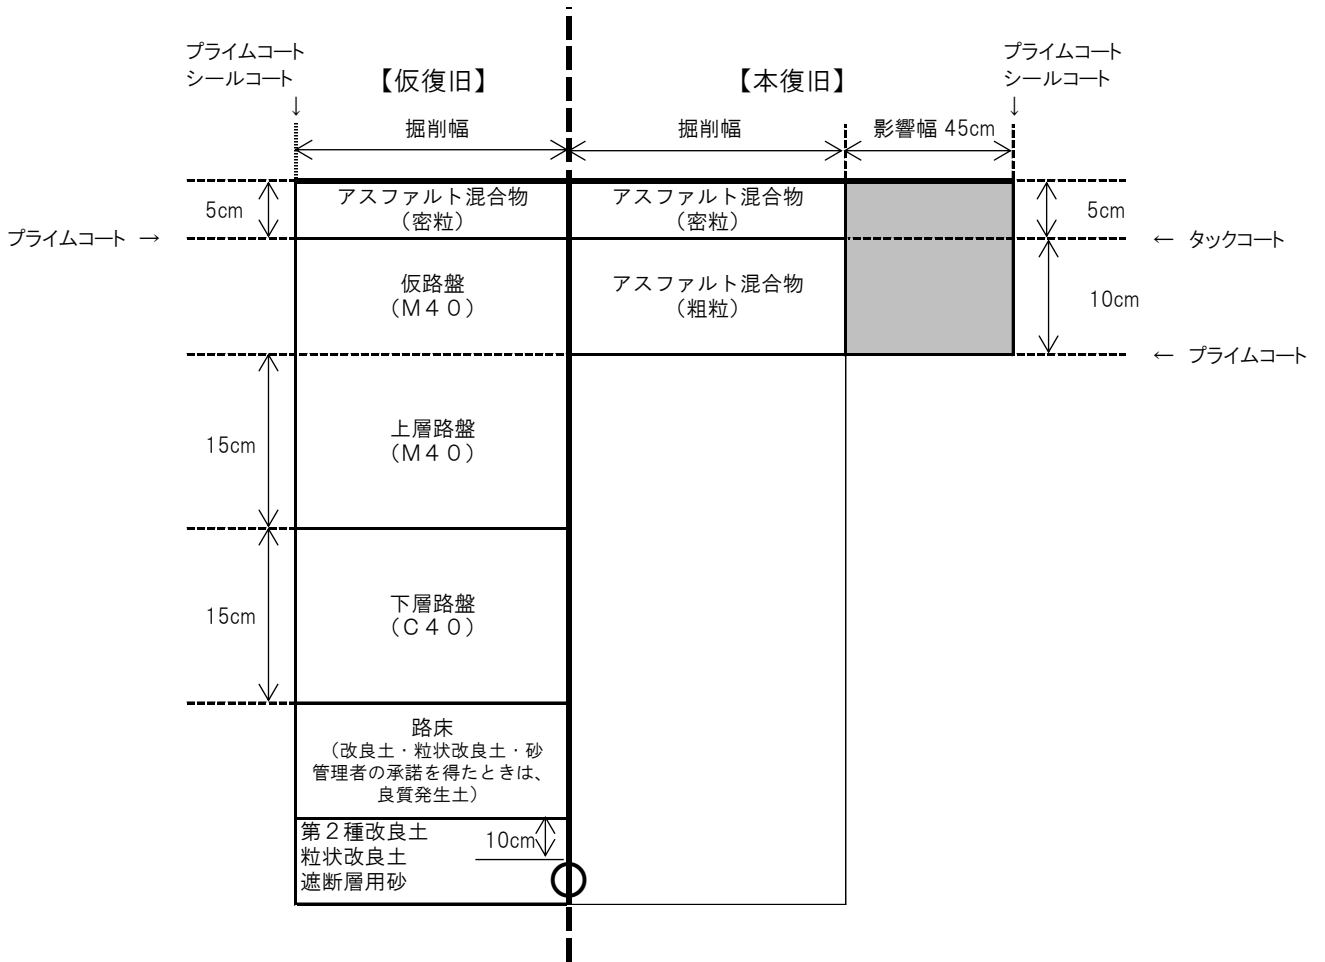 プライムコート
シールコート
↓
【仮復旧】
【本復旧】
プライムコート
シールコート
↓
掘削幅
掘削幅
影響幅 45cm
5cm
アスファルト混合物
（密粒）
アスファルト混合物
（密粒）
5cm
プライムコート →
← タックコート
仮路盤
（Ｍ４０）
アスファルト混合物
（粗粒）
10cm
← プライムコート
15cm
上層路盤
（Ｍ４０）
15cm
下層路盤
（Ｃ４０）
路床
（改良土・粒状改良土・砂
管理者の承諾を得たときは、
良質発生土）
第２種改良土
粒状改良土
遮断層用砂
10cm